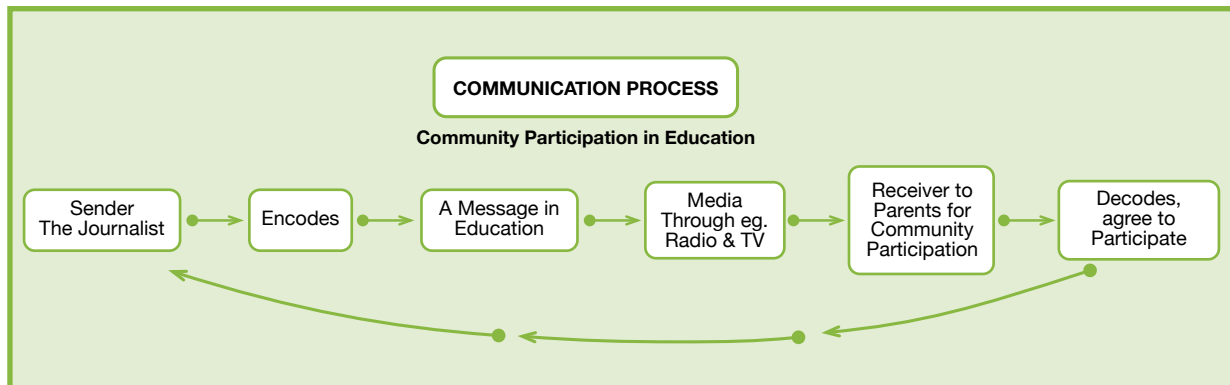 COMMUNICATION PROCESS
Community Participation in Education
Sender
The Journalist
Encodes
A Message in
Education
Media
Through eg.
Radio & TV
Receiver to
Parents for
Community
Participation
Decodes,
agree to
Participate